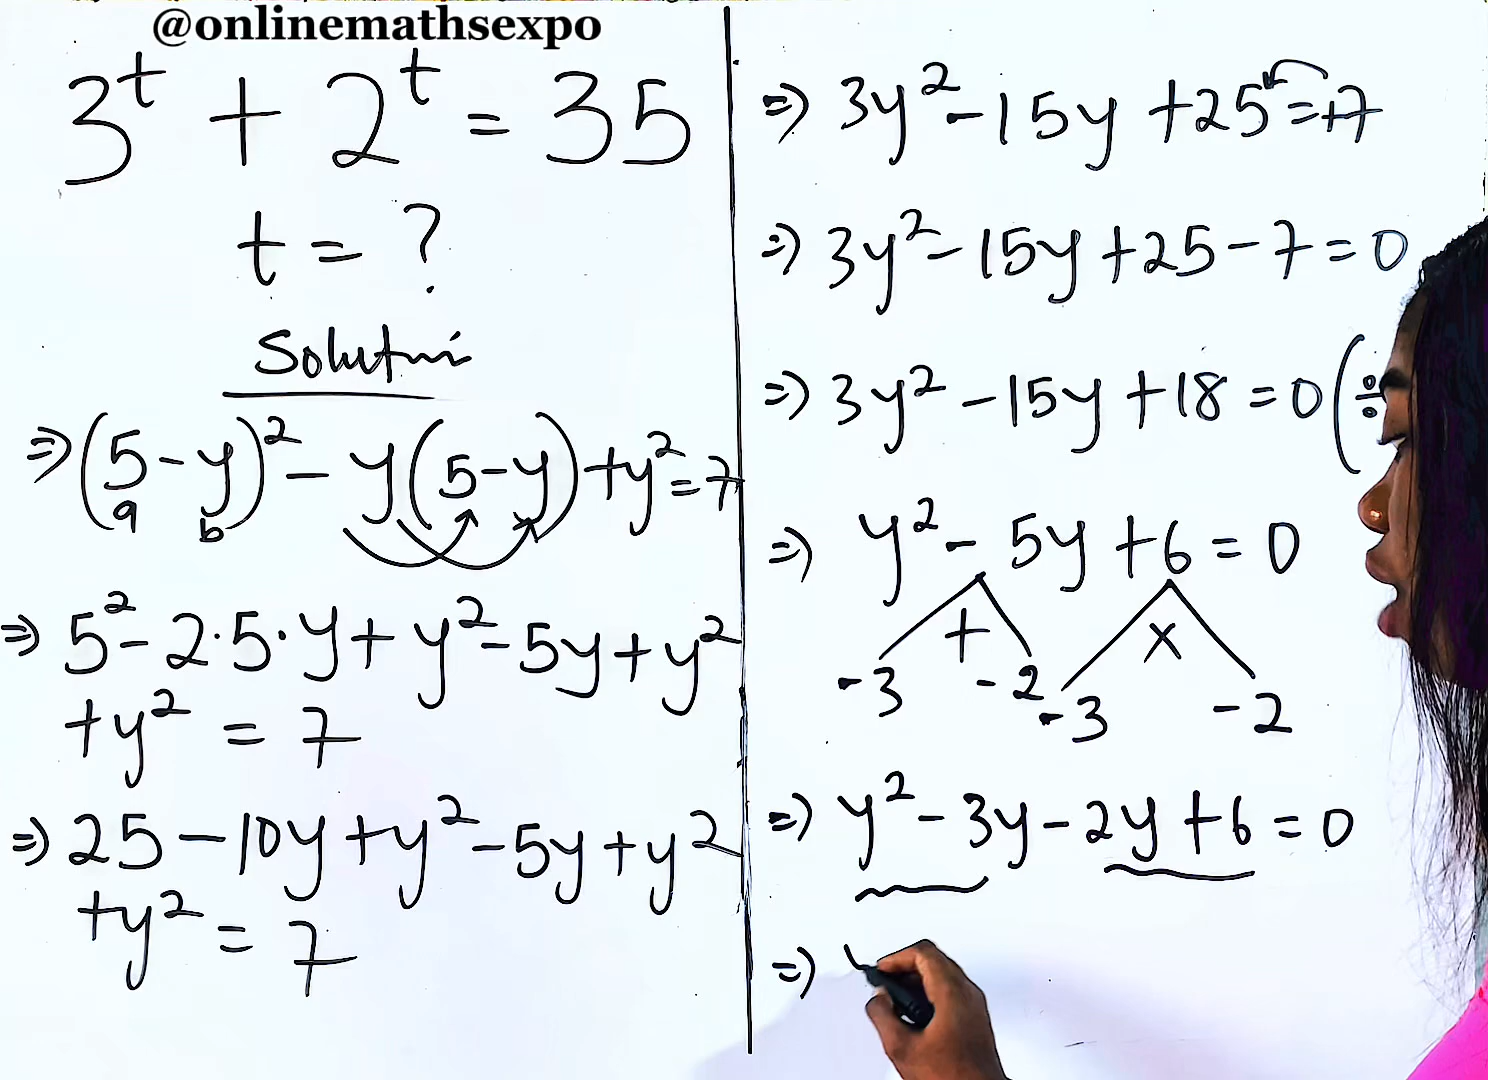 @onlinemathsexpo
3^t + 2^t = 35
t = ?
Solution
⇒ (5 - y)² - y(5 - y) + y² = 7
a b
⇒ 5² - 2·5·y + y² - 5y + y²
+y² = 7
⇒ 25 - 10y + y² - 5y + y²
+y² = 7
⇒ 3y² - 15y + 25 = +7
⇒ 3y² - 15y + 25 - 7 = 0
⇒ 3y² - 15y + 18 = 0 (÷
⇒ y² - 5y + 6 = 0
+ ×
-3 -2 -3 -2
⇒ y² - 3y - 2y + 6 = 0
⇒